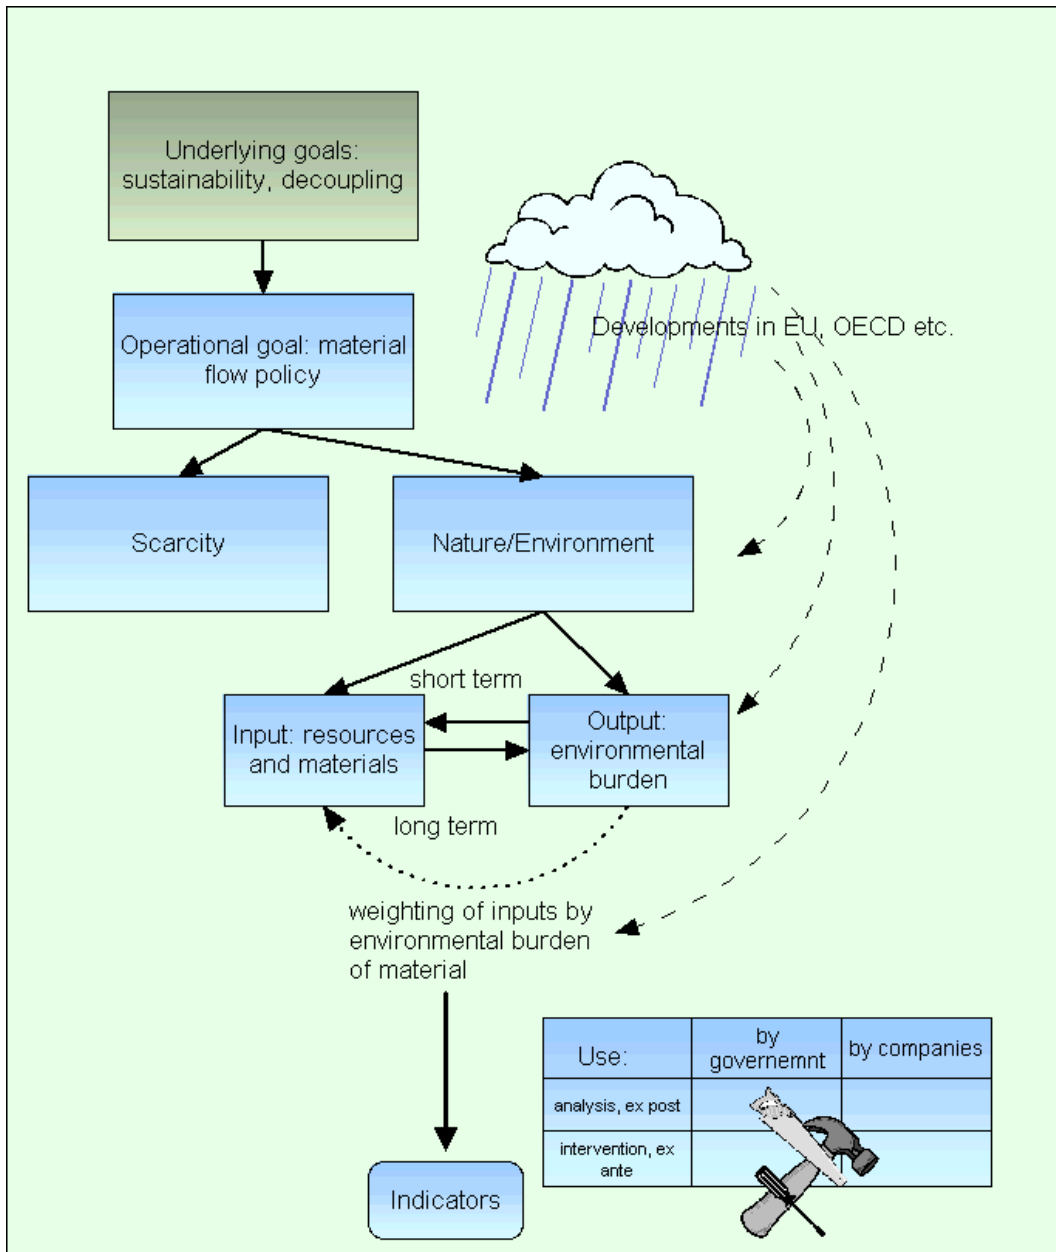 Underlying goals:
sustainability, decoupling
Developments in EU, OECD etc.
Operational goal: material
flow policy
Scarcity
Nature/Environment
short term
Input: resources
and materials
Output:
environmental
burden
long term
weighting of inputs by
environmental burden
of material
Use:
by
governemnt
by companies
analysis, ex post
intervention, ex
ante
Indicators